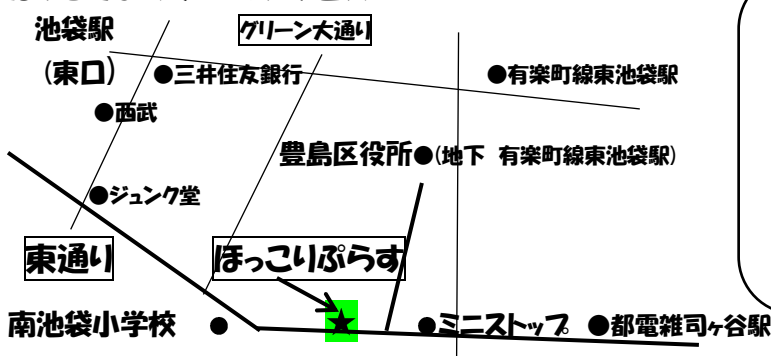 池袋駅
グリーン大通り
(東口)
●三井住友銀行
●有楽町線東池袋駅
●西武
豊島区役所●(地下 有楽町線東池袋駅)
●ジュンク堂
東通り
ほっこりぷらす
南池袋小学校 ●
★
●ミニストップ
●都電雑司ヶ谷駅